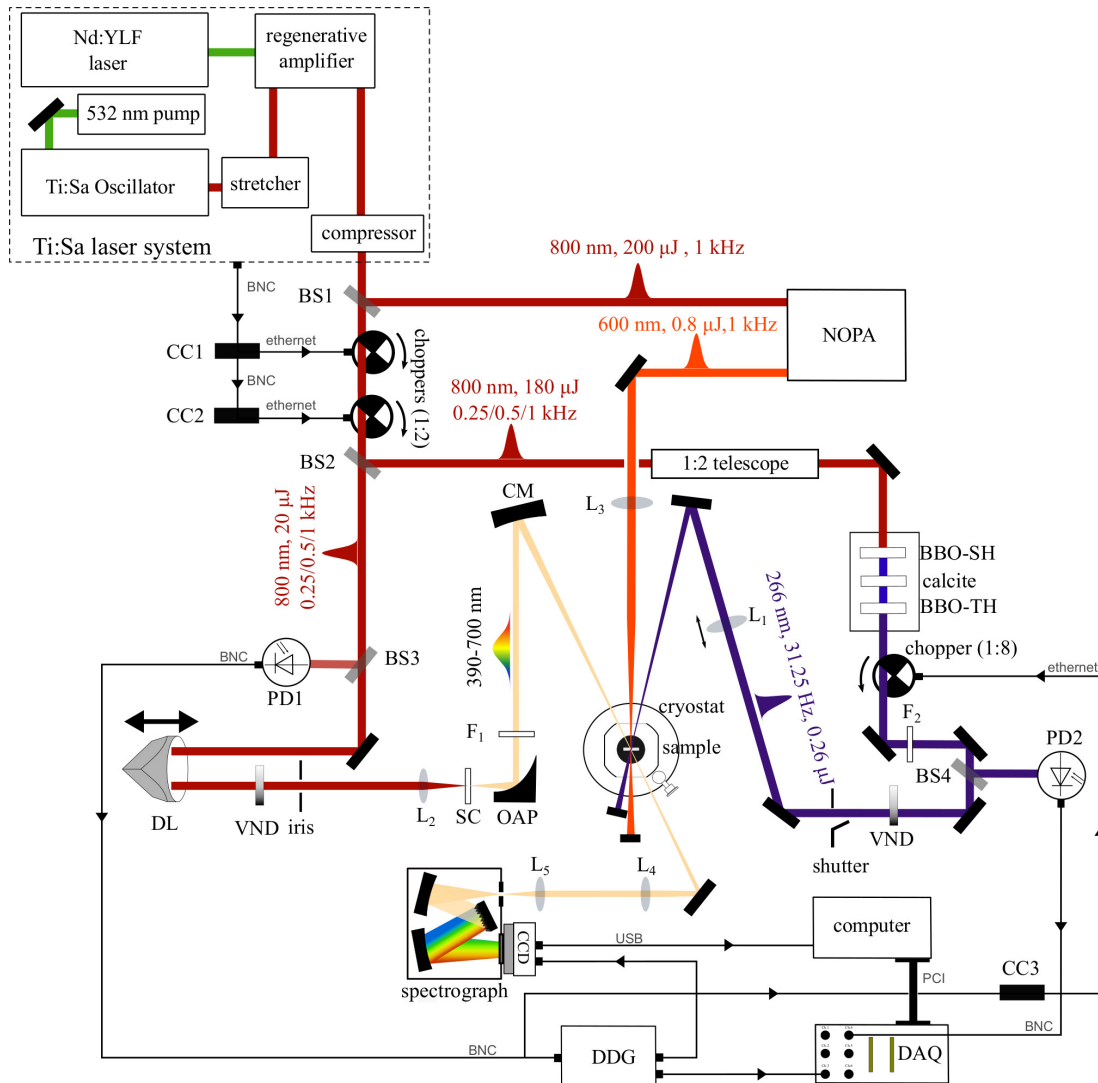 Nd:YLF
laser
regenerative
amplifier
532 nm pump
Ti:Sa Oscillator
stretcher
compressor
Ti:Sa laser system
BNC
BS1
800 nm, 200 µJ , 1 kHz
NOPA
600 nm, 0.8 µJ,1 kHz
CC1
ethernet
choppers (1:2)
BNC
CC2
ethernet
800 nm, 180 µJ
0.25/0.5/1 kHz
BS2
1:2 telescope
CM
L3
800 nm, 20 µJ
0.25/0.5/1 kHz
BBO-SH
calcite
BBO-TH
L1
266 nm, 31.25 Hz, 0.26 µJ
390-700 nm
chopper (1:8)
ethernet
BNC
PD1
BS3
cryostat
sample
F1
F2
PD2
BS4
DL
VND
iris
L2
SC
OAP
shutter
VND
L5
L4
CCD
spectrograph
USB
computer
PCI
CC3
BNC
BNC
DDG
DAQ